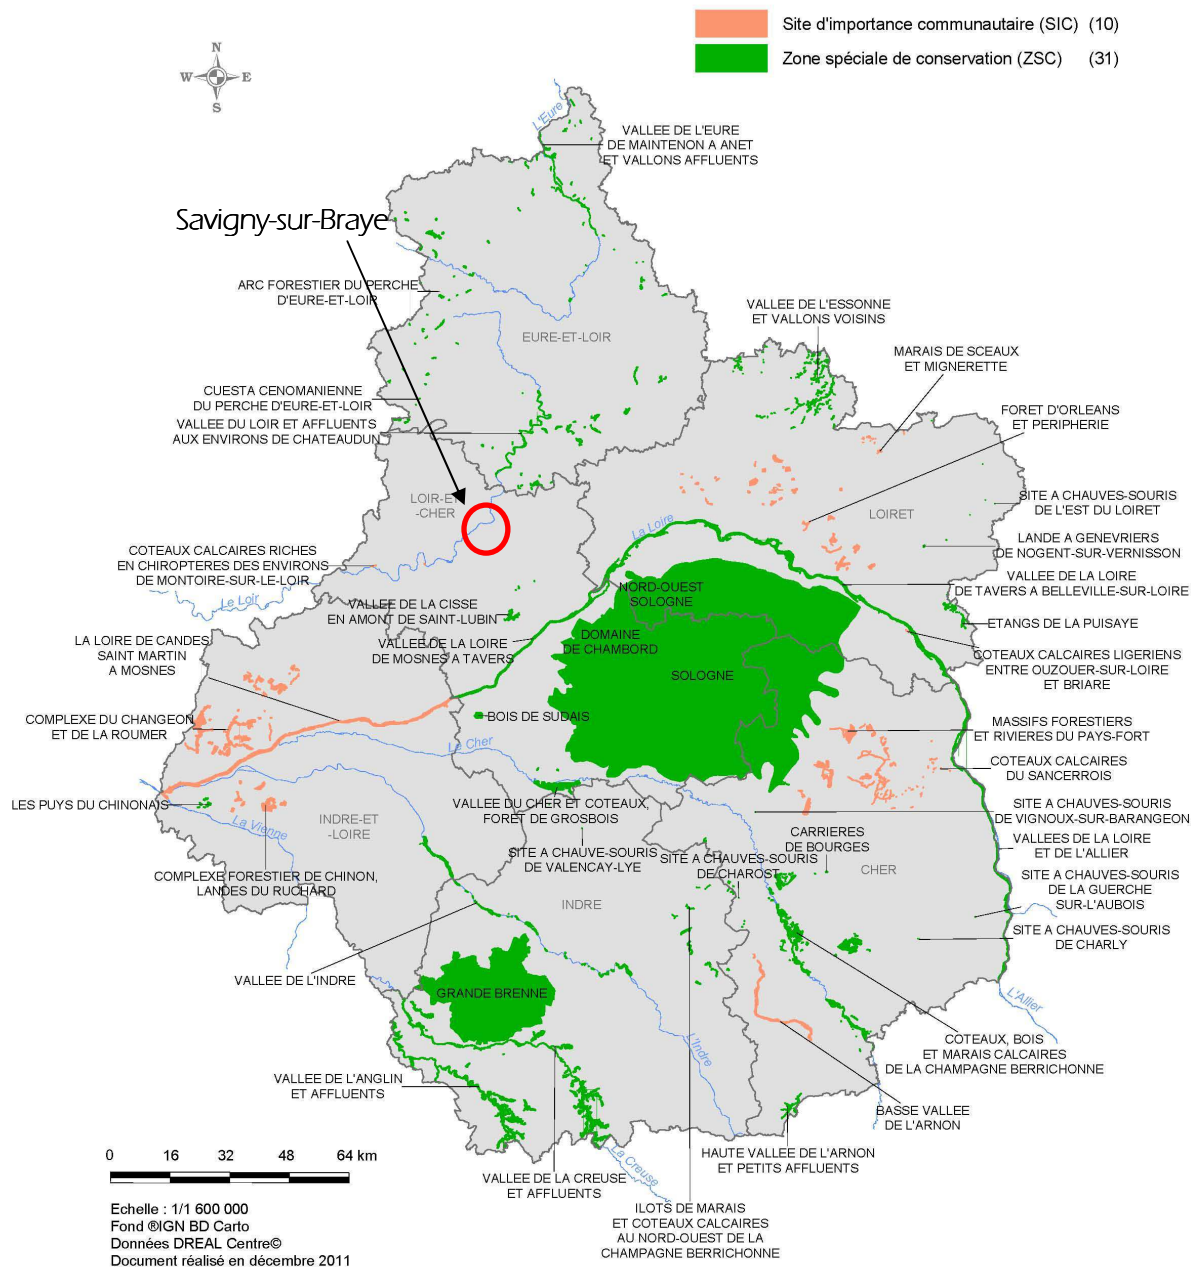 Site d'importance communautaire (SIC) (10)
Zone spéciale de conservation (ZSC) (31)
N
W E
S
L'Eure
VALLEE DE L'EURE
DE MAINTENON A ANET
ET VALLONS AFFLUENTS
Savigny-sur-Braye
ARC FORESTIER DU PERCHE
D'EURE-ET-LOIR
EURE-ET-LOIR
VALLEE DE L'ESSONNE
ET VALLONS VOISINS
MARAIS DE SCEAUX
ET MIGNERETTE
CUESTA CENOMANIENNE
DU PERCHE D'EURE-ET-LOIR
VALLEE DU LOIR ET AFFLUENTS
AUX ENVIRONS DE CHATEAUDUN
FORET D'ORLEANS
ET PERIPHERIE
LOIR-ET
-CHER
LOIRET
SITE A CHAUVES-SOURIS
DE L'EST DU LOIRET
La Loire
LANDE A GENEVRIERS
DE NOGENT-SUR-VERNISSON
COTEAUX CALCAIRES RICHES
EN CHIROPTERES DES ENVIRONS
DE MONTOIRE-SUR-LE-LOIR
Le Loir
NORD-OUEST
SOLOGNE
VALLEE DE LA LOIRE
DE TAVERS A BELLEVILLE-SUR-LOIRE
VALLEE DE LA CISSE
EN AMONT DE SAINT-LUBIN
ETANGS DE LA PUISAYE
LA LOIRE DE CANDES
SAINT MARTIN
A MOSNES
VALLEE DE LA LOIRE
DE MOSNES A TAVERS
DOMAINE
DE CHAMBORD
SOLOGNE
COTEAUX CALCAIRES LIGERIENS
ENTRE OUZOUER-SUR-LOIRE
ET BRIARE
COMPLEXE DU CHANGEON
ET DE LA ROUMER
BOIS DE SUDAIS
Le Cher
MASSIFS FORESTIERS
ET RIVIERES DU PAYS-FORT
COTEAUX CALCAIRES
DU SANCERROIS
LES PUYS DU CHINONAIS
La Vienne
INDRE-ET
-LOIRE
VALLEE DU CHER ET COTEAUX,
FORET DE GROSBOIS
SITE A CHAUVES-SOURIS
DE VIGNOUX-SUR-BARANGEON
CARRIERES
DE BOURGES
VALLEES DE LA LOIRE
ET DE L'ALLIER
SITE A CHAUVE-SOURIS
DE VALENCAY-LYE
SITE A CHAUVES-SOURIS
DE CHAROST
CHER
COMPLEXE FORESTIER DE CHINON,
LANDES DU RUCHARD
INDRE
SITE A CHAUVES-SOURIS
DE LA GUERCHE
SUR-L'AUBOIS
SITE A CHAUVES-SOURIS
DE CHARLY
VALLEE DE L'INDRE
GRANDE BRENNE
L'Allier
L'Indre
COTEAUX, BOIS
ET MARAIS CALCAIRES
DE LA CHAMPAGNE BERRICHONNE
VALLEE DE L'ANGLIN
ET AFFLUENTS
BASSE VALLEE
DE L'ARNON
HAUTE VALLEE DE L'ARNON
ET PETITS AFFLUENTS
La Creuse
VALLEE DE LA CREUSE
ET AFFLUENTS
ILOTS DE MARAIS
ET COTEAUX CALCAIRES
AU NORD-OUEST DE LA
CHAMPAGNE BERRICHONNE
0 16 32 48 64 km
Echelle : 1/1 600 000
Fond ®IGN BD Carto
Données DREAL Centre©
Document réalisé en décembre 2011